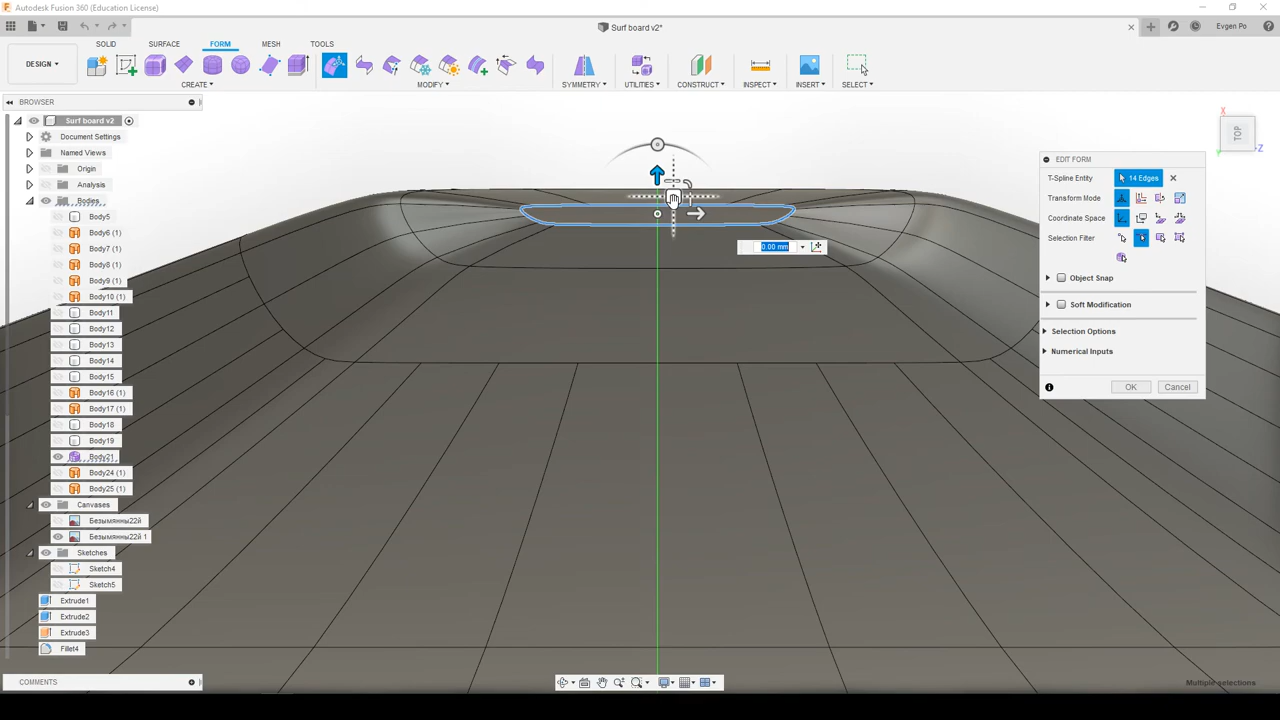 Autodesk Fusion 360 (Education License)
Surf board v2*
Evgen Po
DESIGN
SOLID
SURFACE
FORM
MESH
TOOLS
CREATE
MODIFY
SYMMETRY
UTILITIES
CONSTRUCT
INSPECT
INSERT
SELECT
BROWSER
Surf board v2
Document Settings
Named Views
Origin
Analysis
Bodies
Body5
Body6 (1)
Body7 (1)
Body8 (1)
Body9 (1)
Body10 (1)
Body11
Body12
Body13
Body14
Body15
Body16 (1)
Body17 (1)
Body18
Body19
Body21
Body24 (1)
Body25 (1)
Canvases
Безымянны22й
Безымянны22й 1
Sketches
Sketch4
Sketch5
Extrude1
Extrude2
Extrude3
Fillet4
COMMENTS
0.00 mm
X
TOP
Y
Z
EDIT FORM
T-Spline Entity
14 Edges
Transform Mode
Coordinate Space
Selection Filter
Object Snap
Soft Modification
Selection Options
Numerical Inputs
OK
Cancel
Multiple selections